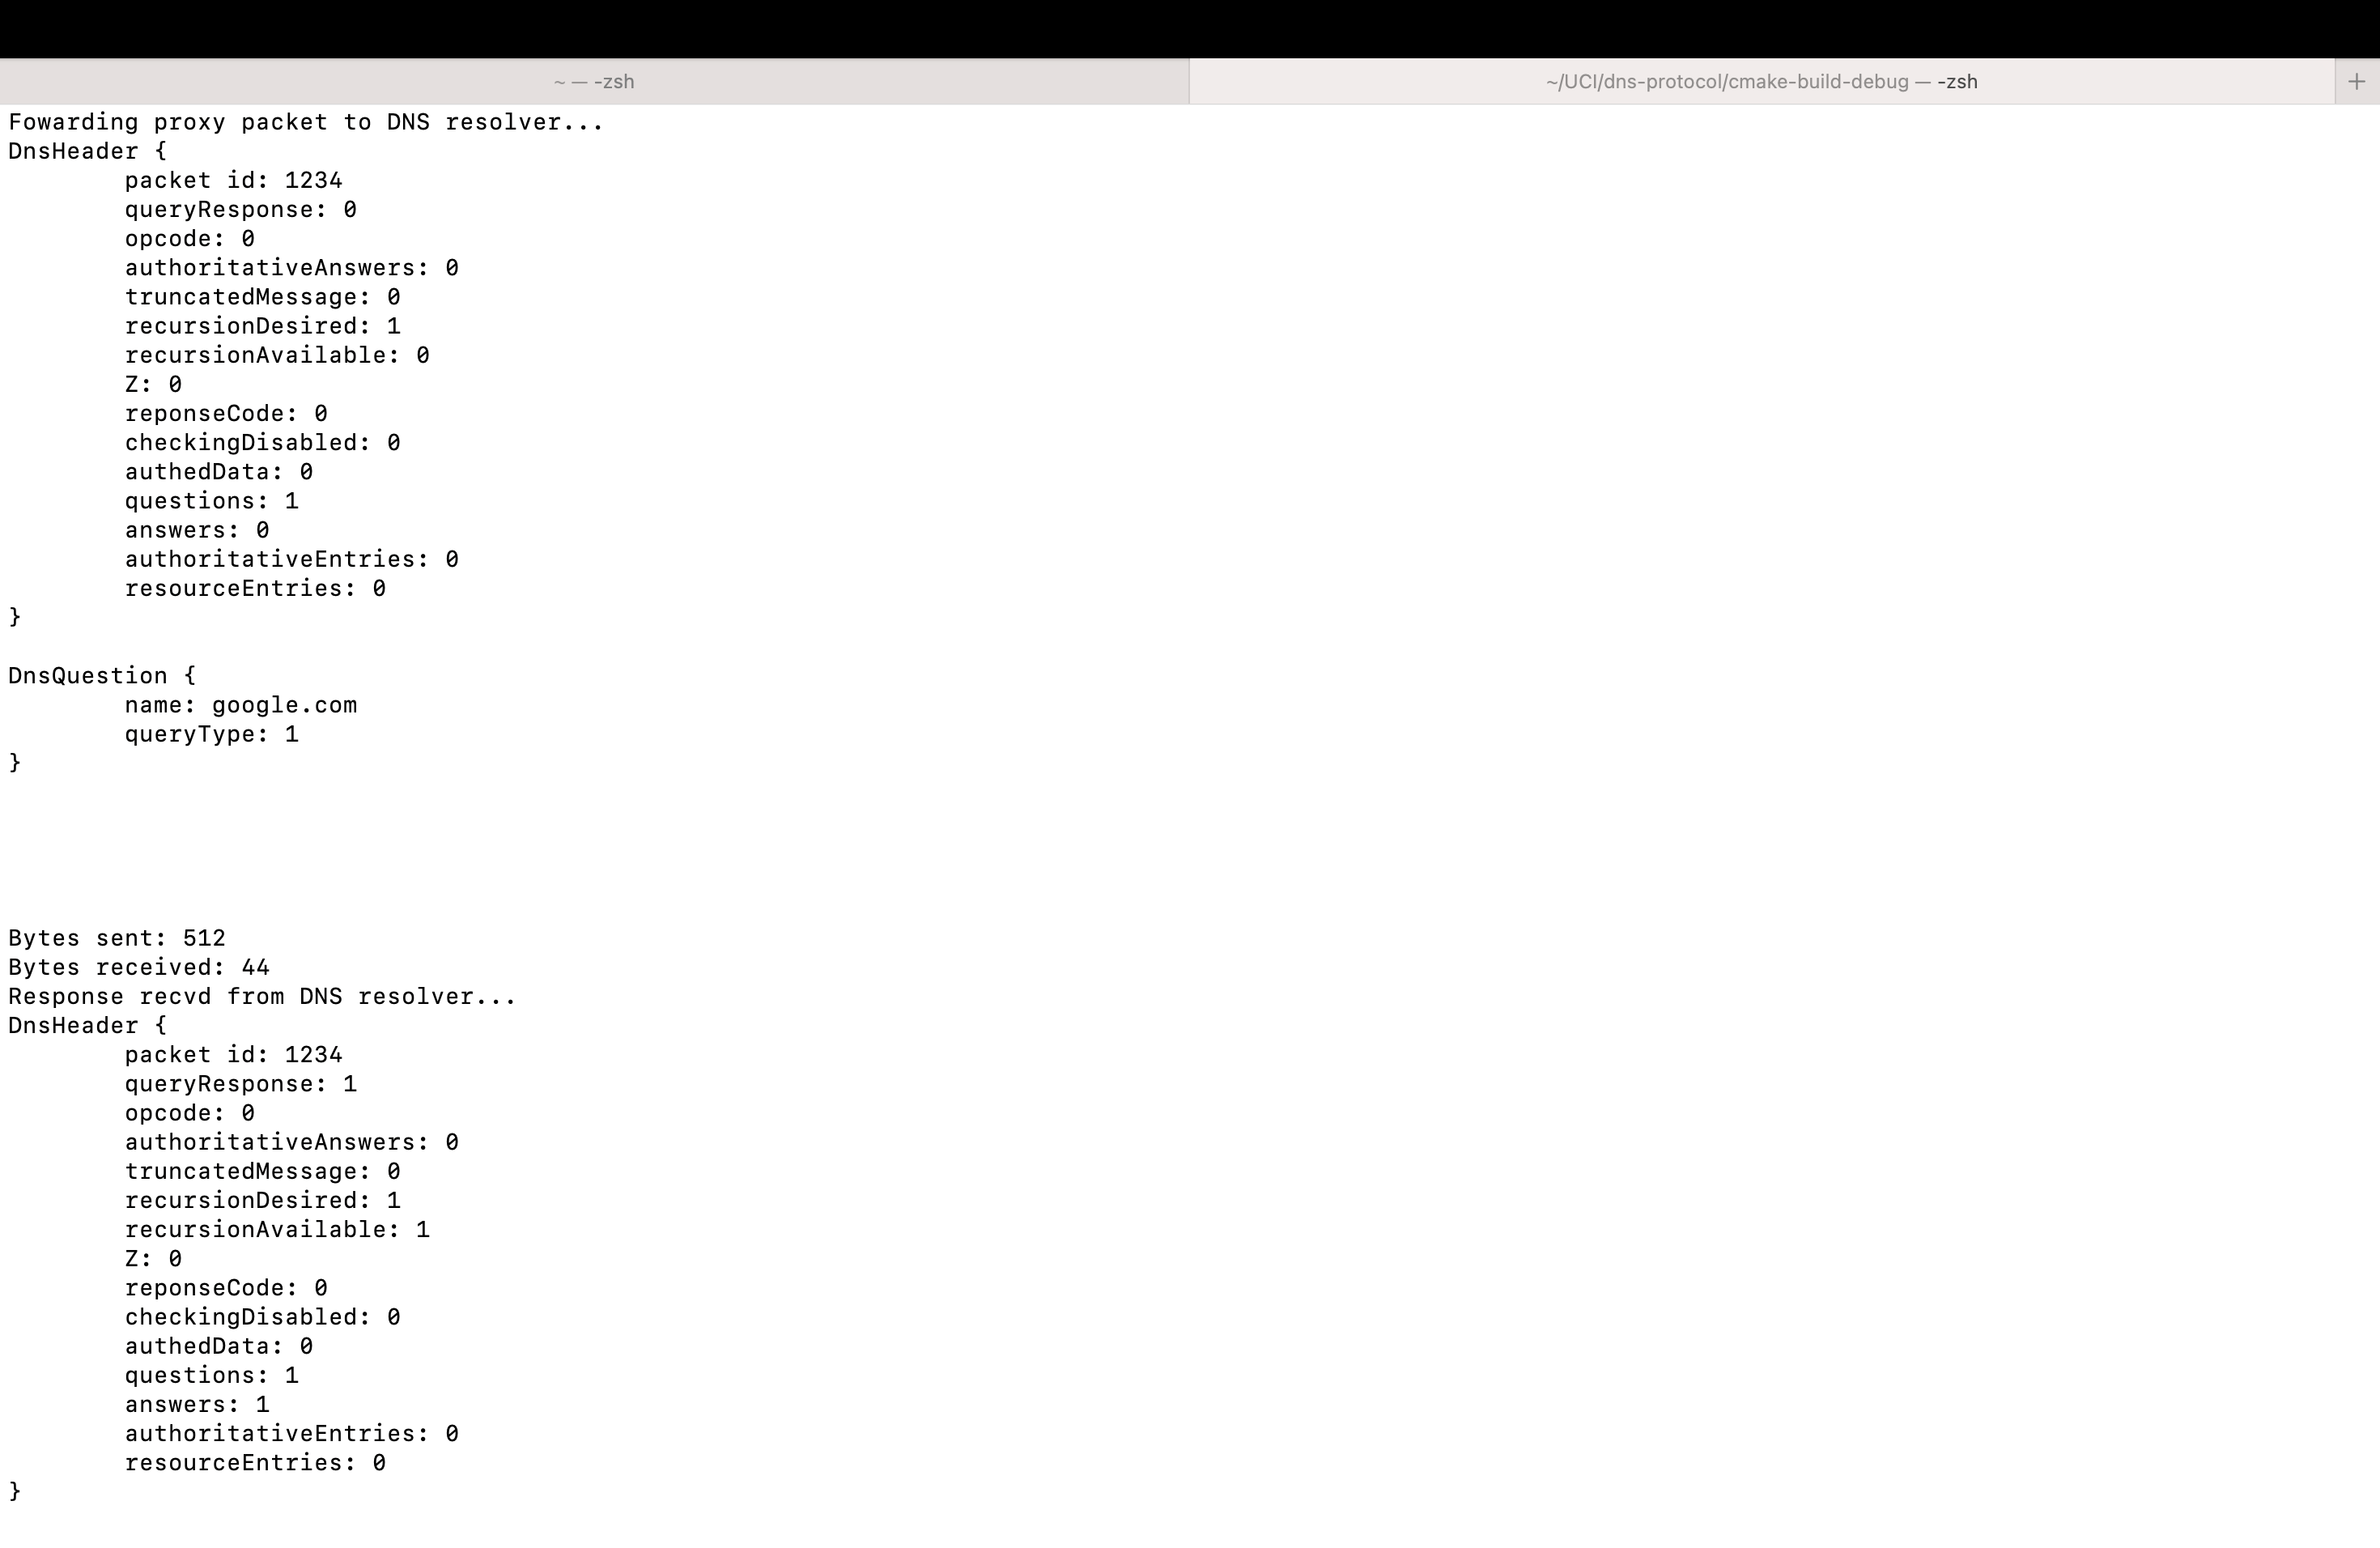 ~ — -zsh
~/UCI/dns-protocol/cmake-build-debug — -zsh
+
Fowarding proxy packet to DNS resolver...
DnsHeader {
packet id: 1234
queryResponse: 0
opcode: 0
authoritativeAnswers: 0
truncatedMessage: 0
recursionDesired: 1
recursionAvailable: 0
Z: 0
reponseCode: 0
checkingDisabled: 0
authedData: 0
questions: 1
answers: 0
authoritativeEntries: 0
resourceEntries: 0
}
DnsQuestion {
name: google.com
queryType: 1
}
Bytes sent: 512
Bytes received: 44
Response recvd from DNS resolver...
DnsHeader {
packet id: 1234
queryResponse: 1
opcode: 0
authoritativeAnswers: 0
truncatedMessage: 0
recursionDesired: 1
recursionAvailable: 1
Z: 0
reponseCode: 0
checkingDisabled: 0
authedData: 0
questions: 1
answers: 1
authoritativeEntries: 0
resourceEntries: 0
}